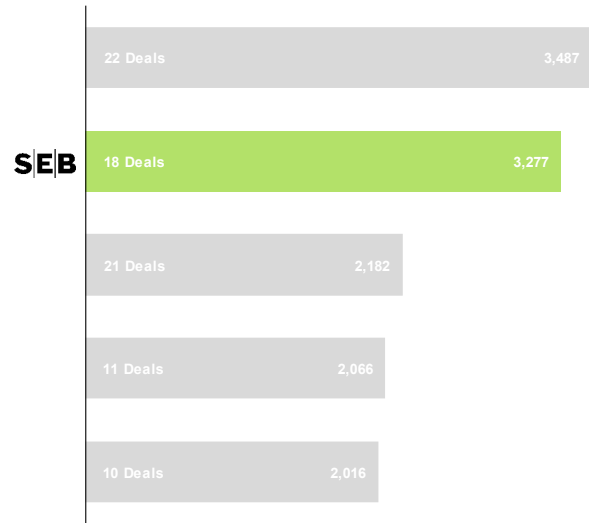 22 Deals 3,487
SEB 18 Deals 3,277
21 Deals 2,182
11 Deals 2,066
10 Deals 2,016